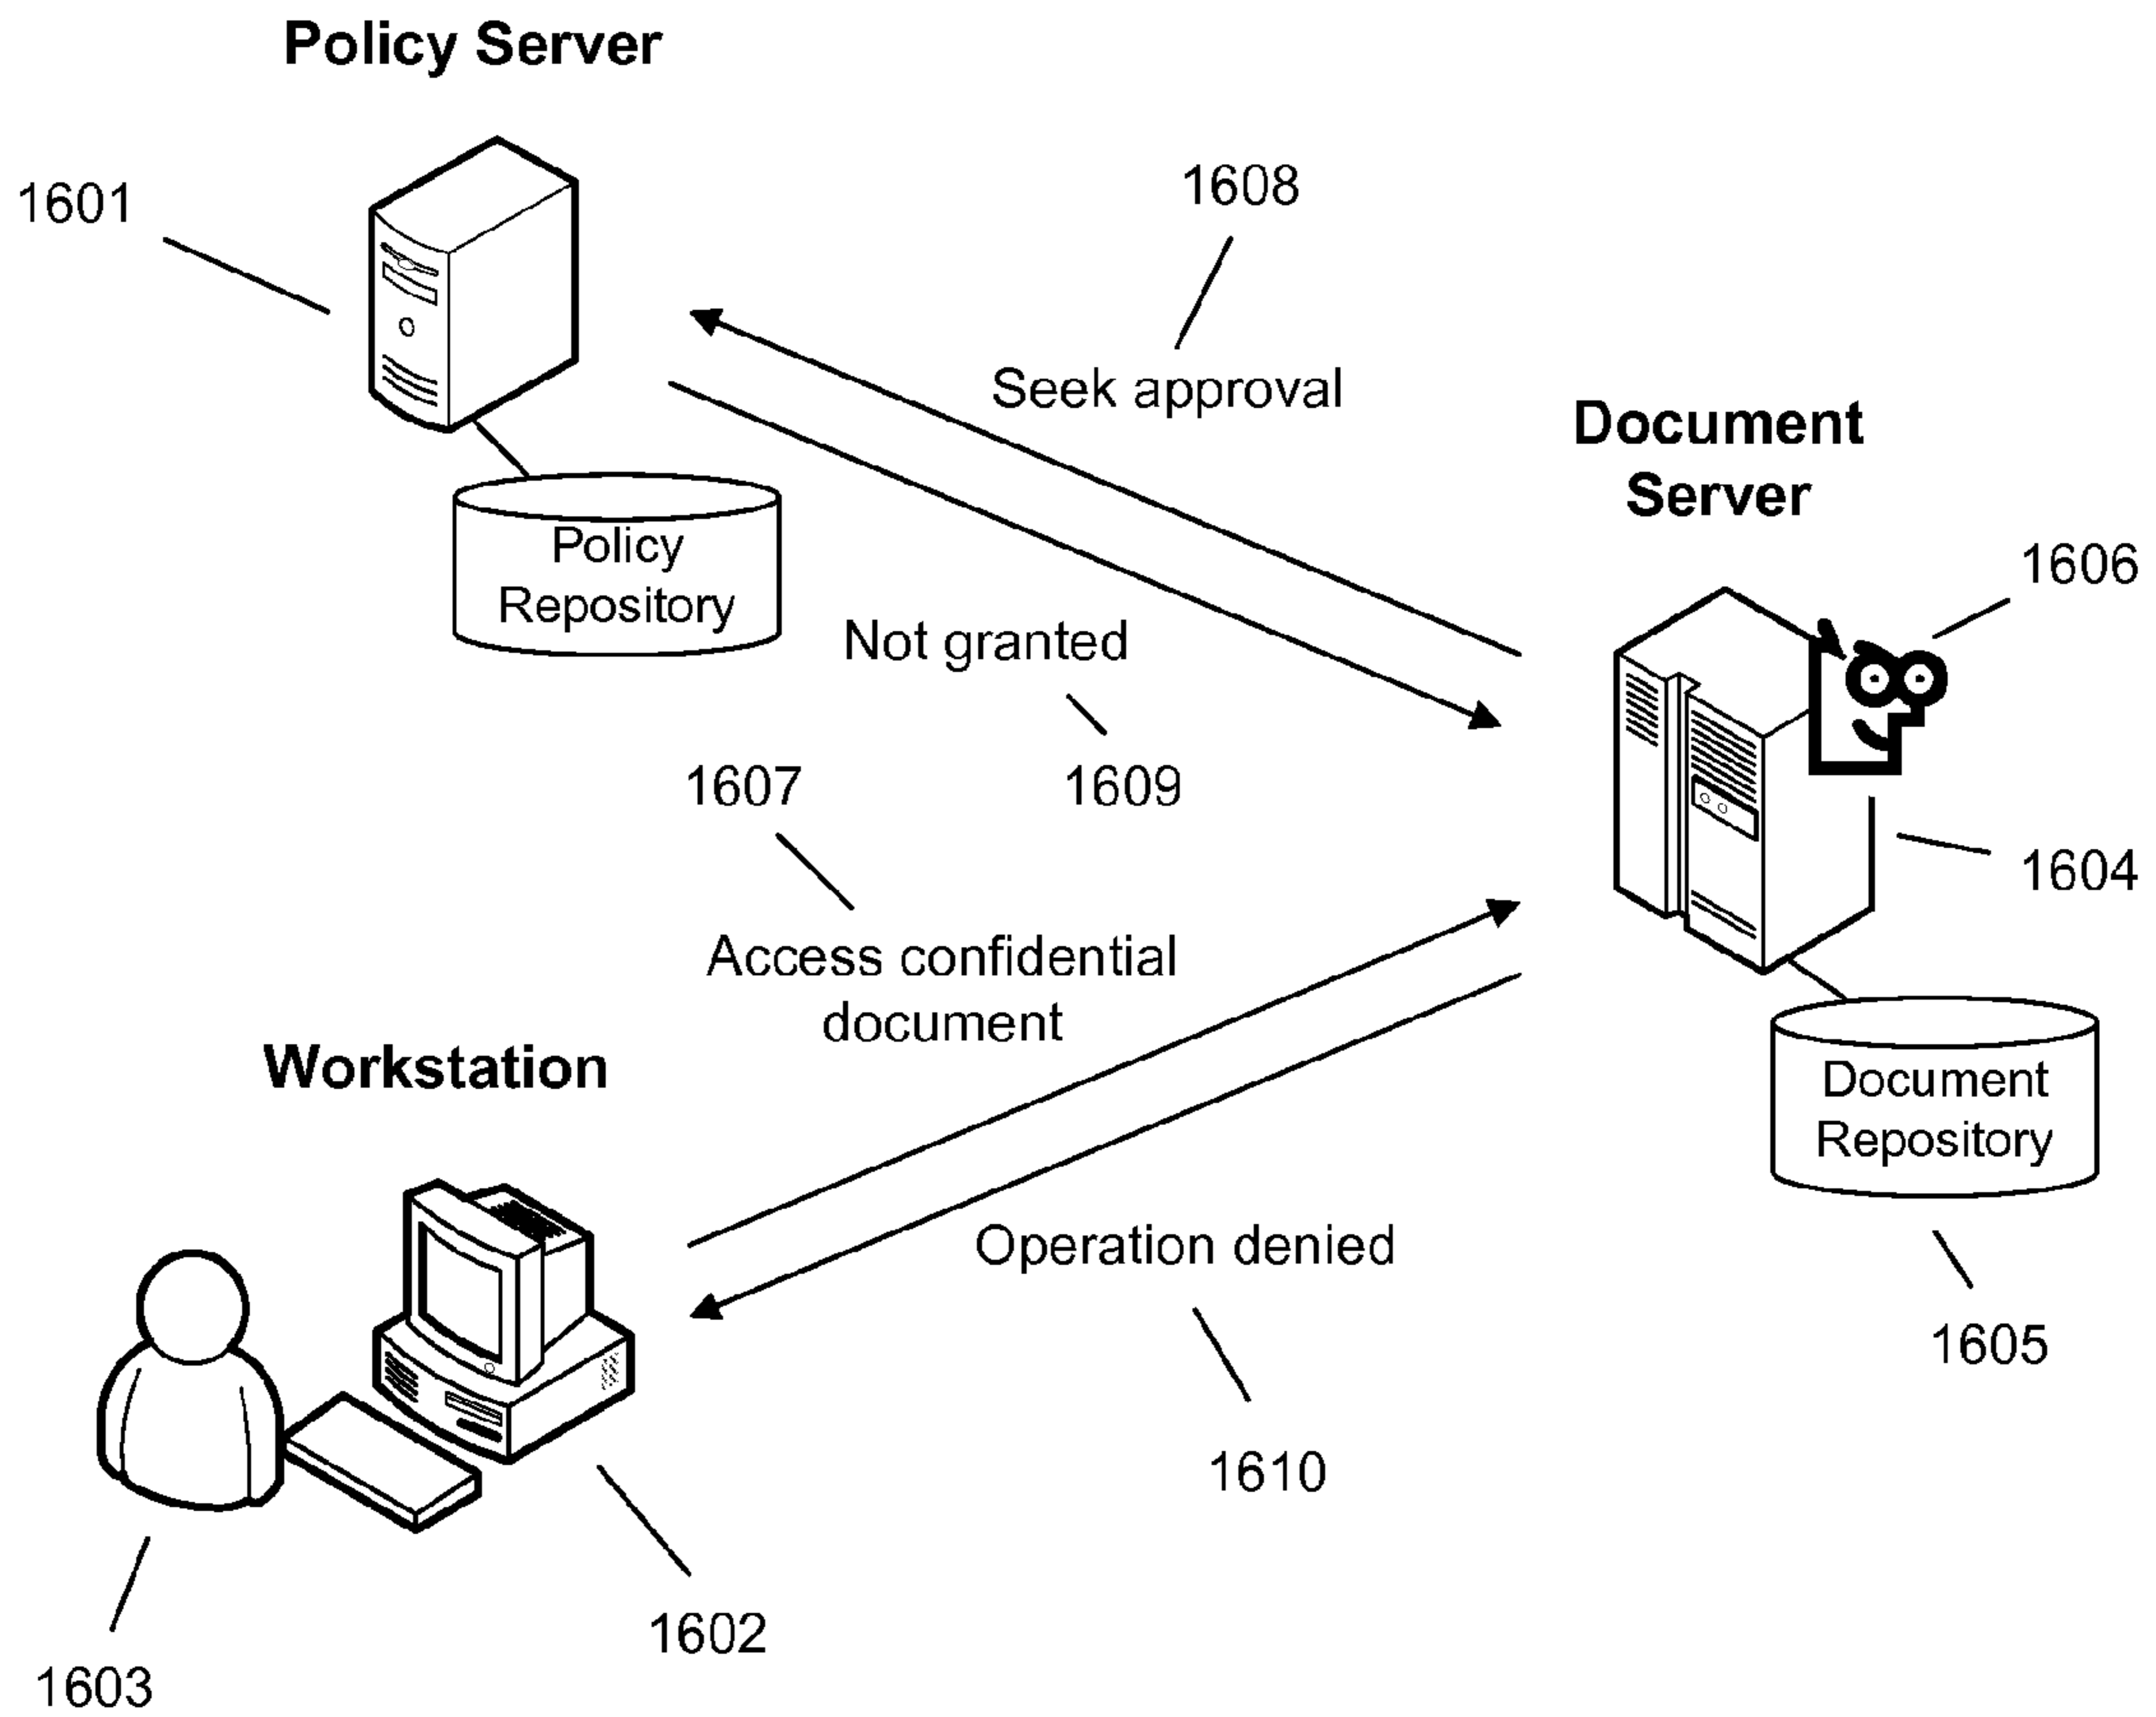 Policy Server
1601
1608
Seek approval
Document
Server
1606
Policy
Repository
Not granted
1607
1609
1604
Access confidential
document
Workstation
Document
Repository
Operation denied
1605
1610
1602
1603